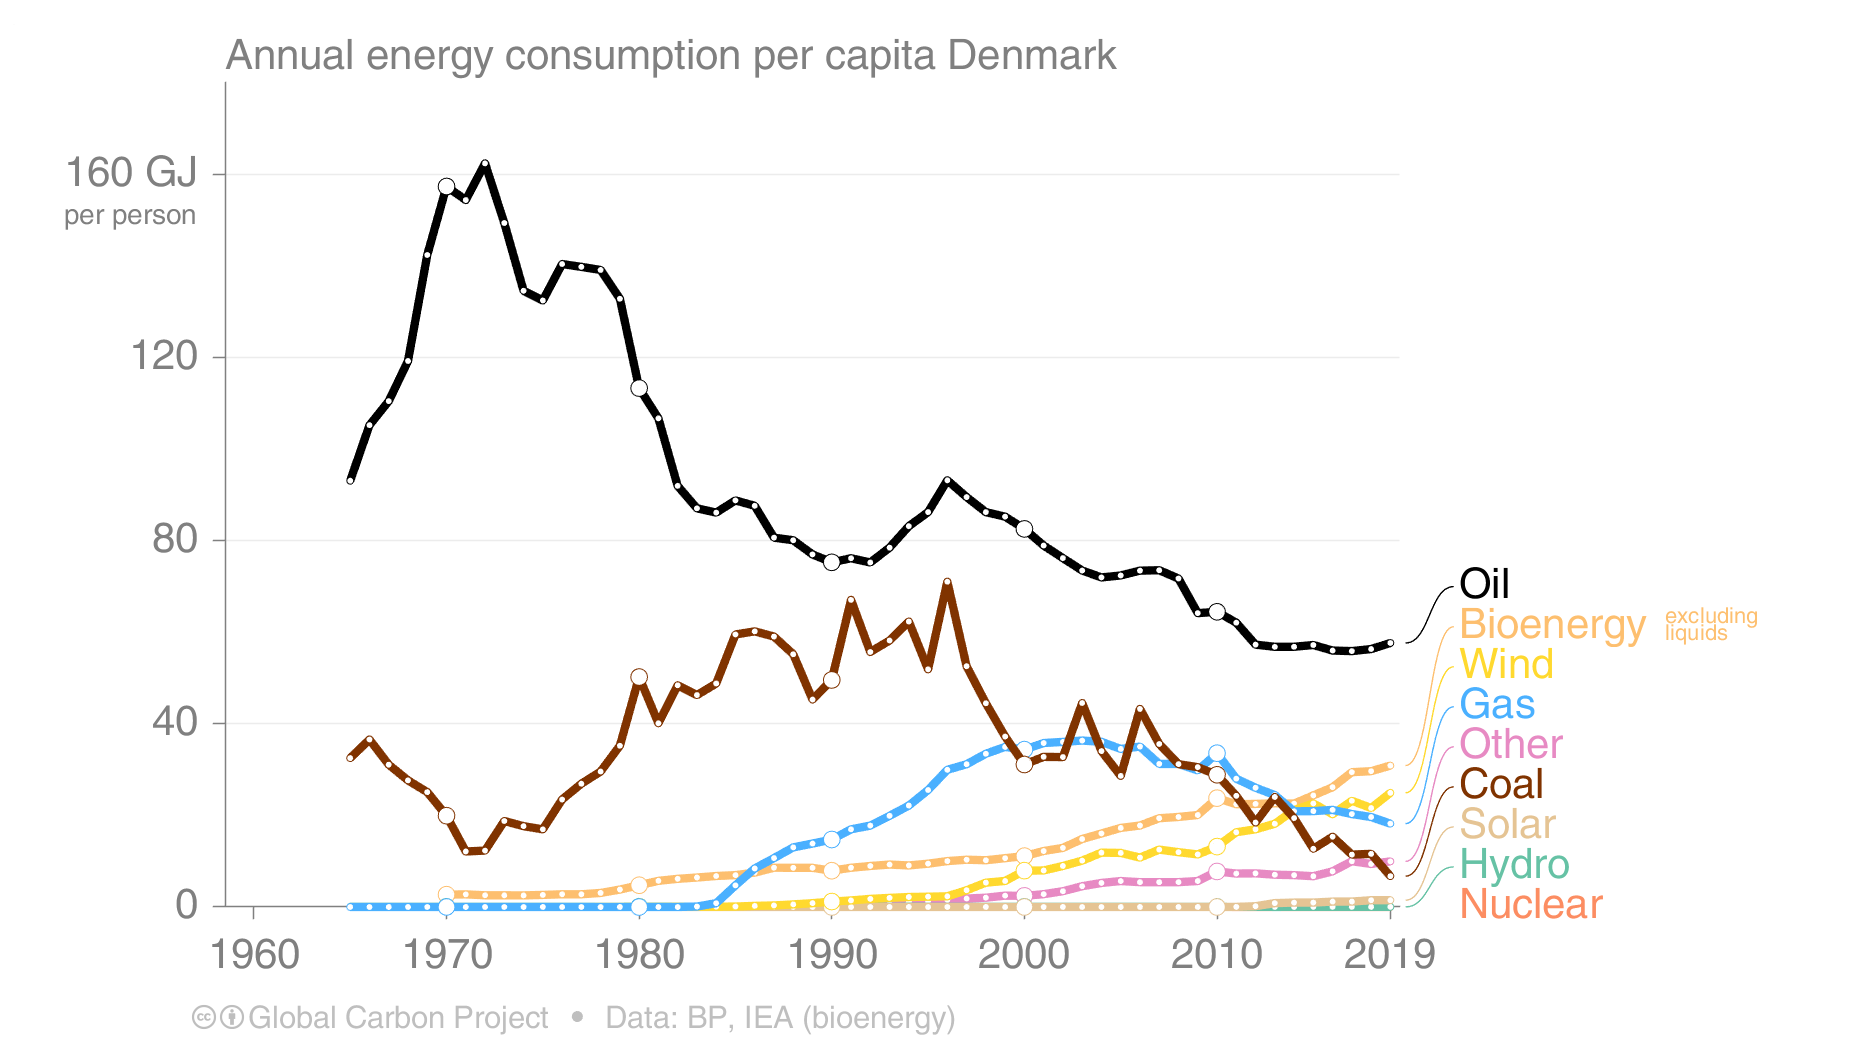 Annual energy consumption per capita Denmark
160 GJ
per person
120
80
40
0
1960 1970 1980 1990 2000 2010 2019
Oil
Bioenergy excluding liquids
Wind
Gas
Other
Coal
Solar
Hydro
Nuclear
cc Global Carbon Project • Data: BP, IEA (bioenergy)